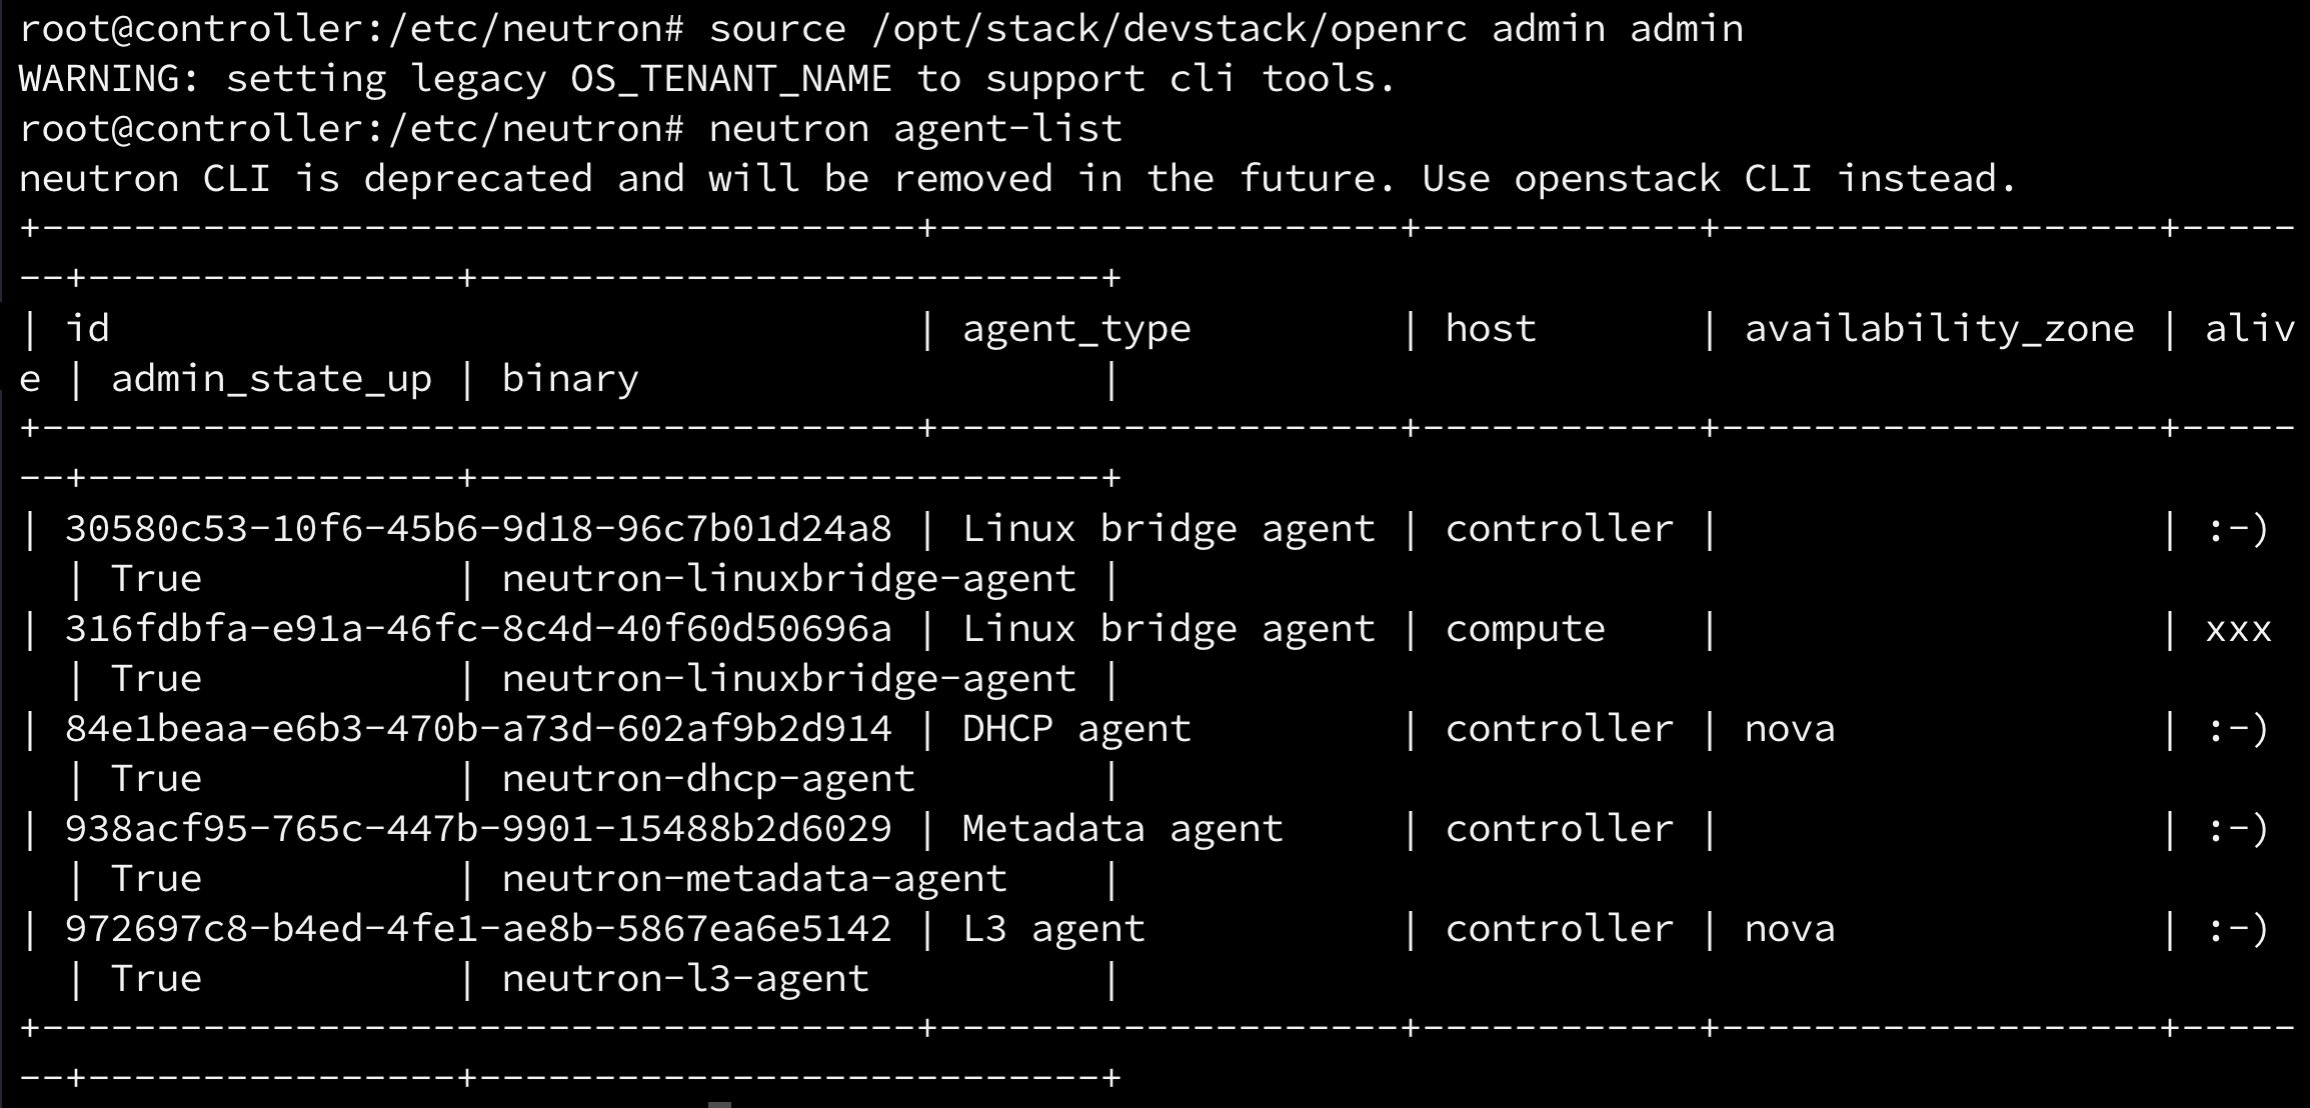 root@controller:/etc/neutron# source /opt/stack/devstack/openrc admin admin
WARNING: setting legacy OS_TENANT_NAME to support cli tools.
root@controller:/etc/neutron# neutron agent-list
neutron CLI is deprecated and will be removed in the future. Use openstack CLI instead.
+--------------------------------------+--------------------+------------+-------------------+-----
--+----------------+---------------------------+
| id                                   | agent_type         | host       | availability_zone | aliv
e | admin_state_up | binary                    |
+--------------------------------------+--------------------+------------+-------------------+-----
--+----------------+---------------------------+
| 30580c53-10f6-45b6-9d18-96c7b01d24a8 | Linux bridge agent | controller |                   | :-)
  | True           | neutron-linuxbridge-agent |
| 316fdbfa-e91a-46fc-8c4d-40f60d50696a | Linux bridge agent | compute    |                   | xxx
  | True           | neutron-linuxbridge-agent |
| 84e1beaa-e6b3-470b-a73d-602af9b2d914 | DHCP agent         | controller | nova              | :-)
  | True           | neutron-dhcp-agent        |
| 938acf95-765c-447b-9901-15488b2d6029 | Metadata agent     | controller |                   | :-)
  | True           | neutron-metadata-agent    |
| 972697c8-b4ed-4fe1-ae8b-5867ea6e5142 | L3 agent           | controller | nova              | :-)
  | True           | neutron-l3-agent          |
+--------------------------------------+--------------------+------------+-------------------+-----
--+----------------+---------------------------+